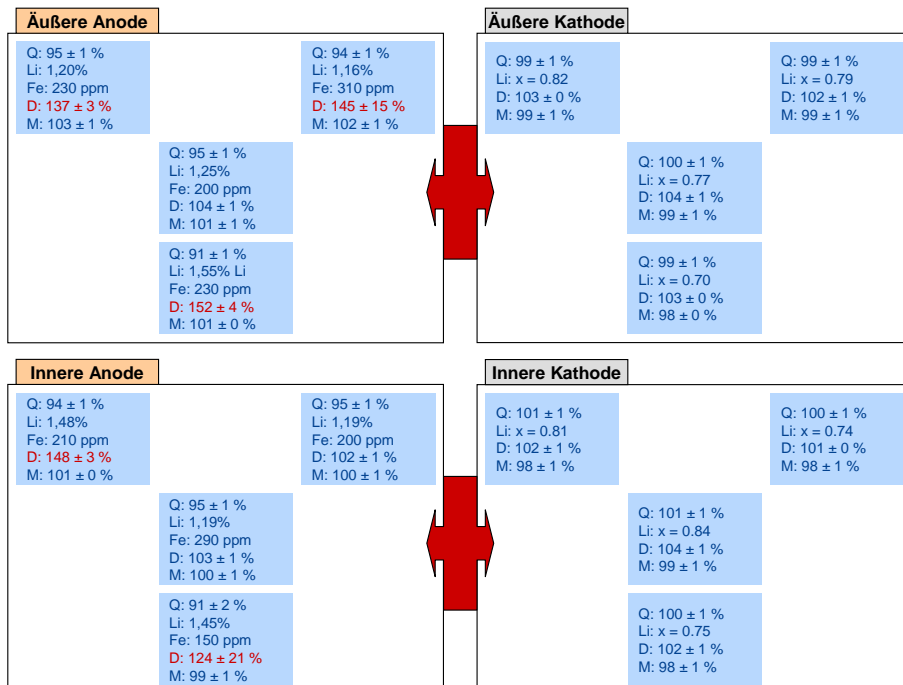 Äußere Anode
Q: 95 ± 1 %
Li: 1,20%
Fe: 230 ppm
D: 137 ± 3 %
M: 103 ± 1 %
Q: 94 ± 1 %
Li: 1,16%
Fe: 310 ppm
D: 145 ± 15 %
M: 102 ± 1 %
Q: 95 ± 1 %
Li: 1,25%
Fe: 200 ppm
D: 104 ± 1 %
M: 101 ± 1 %
Q: 91 ± 1 %
Li: 1,55% Li
Fe: 230 ppm
D: 152 ± 4 %
M: 101 ± 0 %
Äußere Kathode
Q: 99 ± 1 %
Li: x = 0.82
D: 103 ± 0 %
M: 99 ± 1 %
Q: 99 ± 1 %
Li: x = 0.79
D: 102 ± 1 %
M: 99 ± 1 %
Q: 100 ± 1 %
Li: x = 0.77
D: 104 ± 1 %
M: 99 ± 1 %
Q: 99 ± 1 %
Li: x = 0.70
D: 103 ± 0 %
M: 98 ± 0 %
Innere Anode
Q: 94 ± 1 %
Li: 1,48%
Fe: 210 ppm
D: 148 ± 3 %
M: 101 ± 0 %
Q: 95 ± 1 %
Li: 1,19%
Fe: 200 ppm
D: 102 ± 1 %
M: 100 ± 1 %
Q: 95 ± 1 %
Li: 1,19%
Fe: 290 ppm
D: 103 ± 1 %
M: 100 ± 1 %
Q: 91 ± 2 %
Li: 1,45%
Fe: 150 ppm
D: 124 ± 21 %
M: 99 ± 1 %
Innere Kathode
Q: 101 ± 1 %
Li: x = 0.81
D: 102 ± 1 %
M: 98 ± 1 %
Q: 100 ± 1 %
Li: x = 0.74
D: 101 ± 0 %
M: 98 ± 1 %
Q: 101 ± 1 %
Li: x = 0.84
D: 104 ± 1 %
M: 99 ± 1 %
Q: 100 ± 1 %
Li: x = 0.75
D: 102 ± 1 %
M: 98 ± 1 %